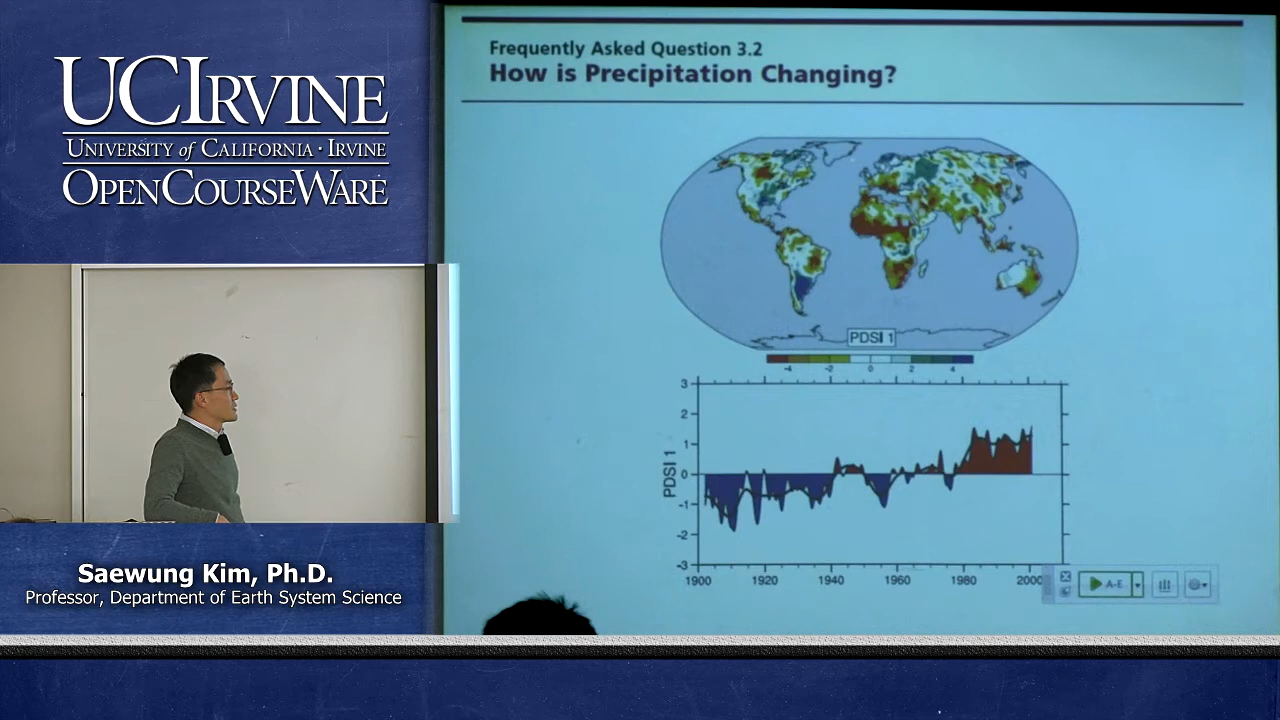 UCIRVINE
UNIVERSITY of CALIFORNIA · IRVINE
OPENCOURSEWARE
Saewung Kim, Ph.D.
Professor, Department of Earth System Science
Frequently Asked Question 3.2
How is Precipitation Changing?
PDSI 1
-4 -2 0 2 4
3
2
1
0
-1
-2
-3
PDSI 1
1900 1920 1940 1960 1980 2000
A-E